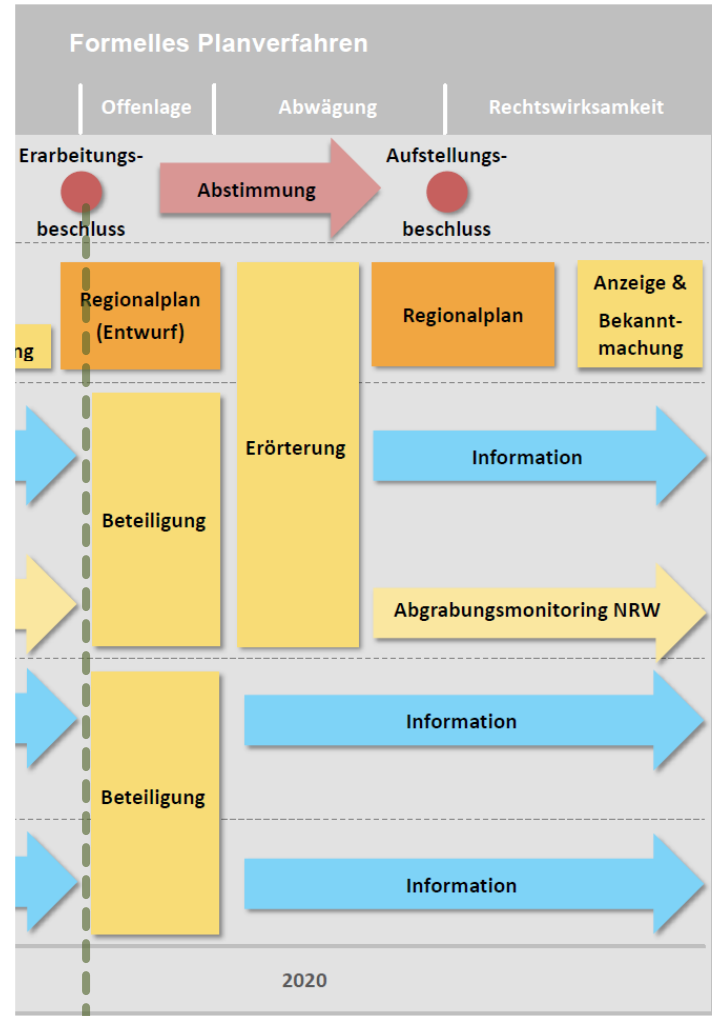 Formelles Planverfahren
Offenlage
Abwägung
Rechtswirksamkeit
Erarbeitungs-
beschluss
Abstimmung
Aufstellungs-
beschluss
ng
Regionalplan
(Entwurf)
Regionalplan
Anzeige &
Bekannt-
machung
Beteiligung
Erörterung
Information
Abgrabungsmonitoring NRW
Beteiligung
Information
Information
2020